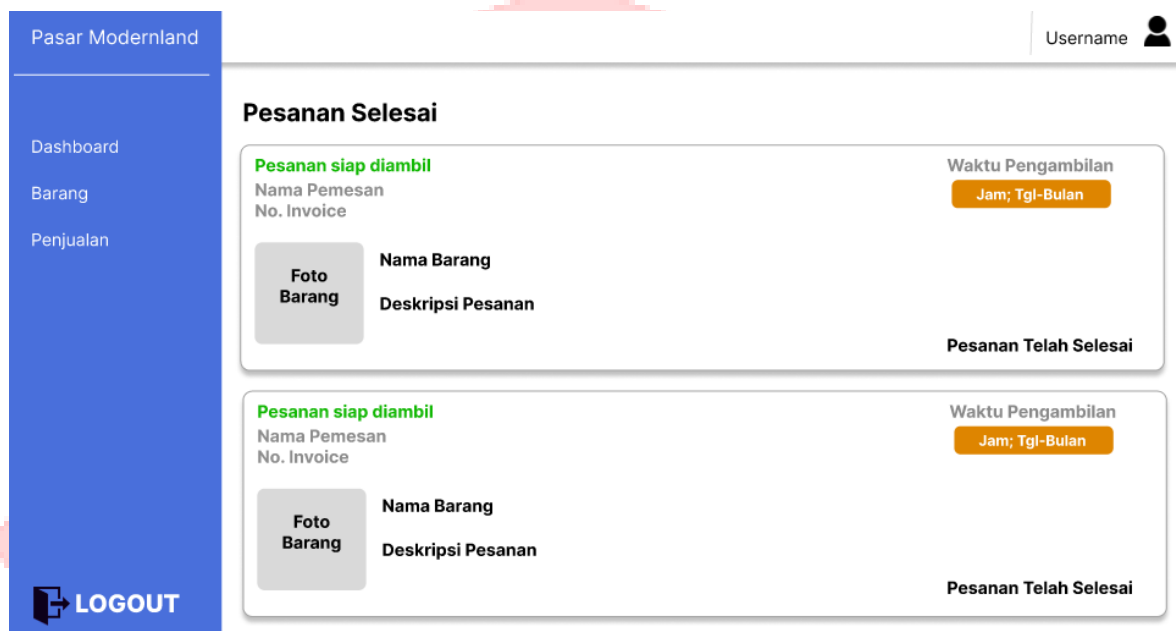 Pasar Modernland
Username
Dashboard
Barang
Penjualan
LOGOUT
Pesanan Selesai
Pesanan siap diambil
Nama Pemesan
No. Invoice
Waktu Pengambilan
Jam; Tgl-Bulan
Foto
Barang
Nama Barang
Deskripsi Pesanan
Pesanan Telah Selesai
Pesanan siap diambil
Nama Pemesan
No. Invoice
Waktu Pengambilan
Jam; Tgl-Bulan
Foto
Barang
Nama Barang
Deskripsi Pesanan
Pesanan Telah Selesai